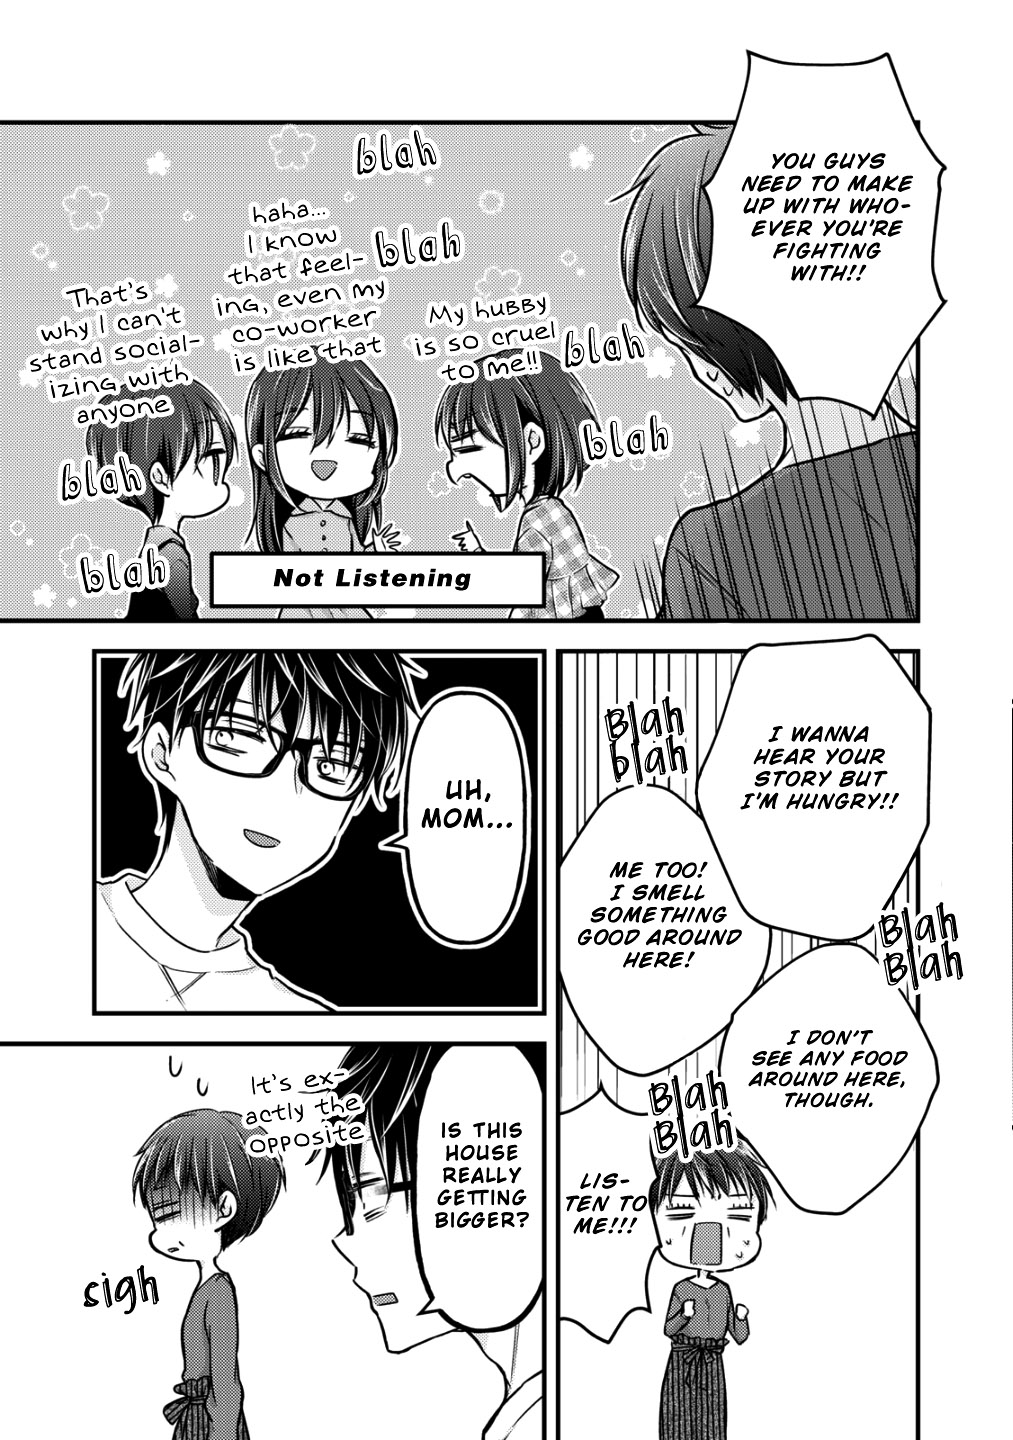 YOU GUYS
NEED TO MAKE
UP WITH WHO-
EVER YOU'RE
FIGHTING
WITH!!
blah
blah
blah
blah
My huBBy
is so cruel
to me!!
haha...
I know
that feel-
ing, even my
co-worker
is like that
That's
why I can't
stand social-
izing with
anyone
blah
blah
Not Listening
I WANNA
HEAR YOUR
STORY BUT
I'M HUNGRY!!
Blah
blah
ME TOO!
I SMELL
SOMETHING
GOOD AROUND
HERE!
Blah
Blah
I DON'T
SEE ANY FOOD
AROUND HERE,
THOUGH.
Blah
Blah
LIS-
TEN TO
ME!!!
UH,
MOM...
IS THIS
HOUSE
REALLY
GETTING
BIGGER?
It's ex-
actly the
opposite
sigh